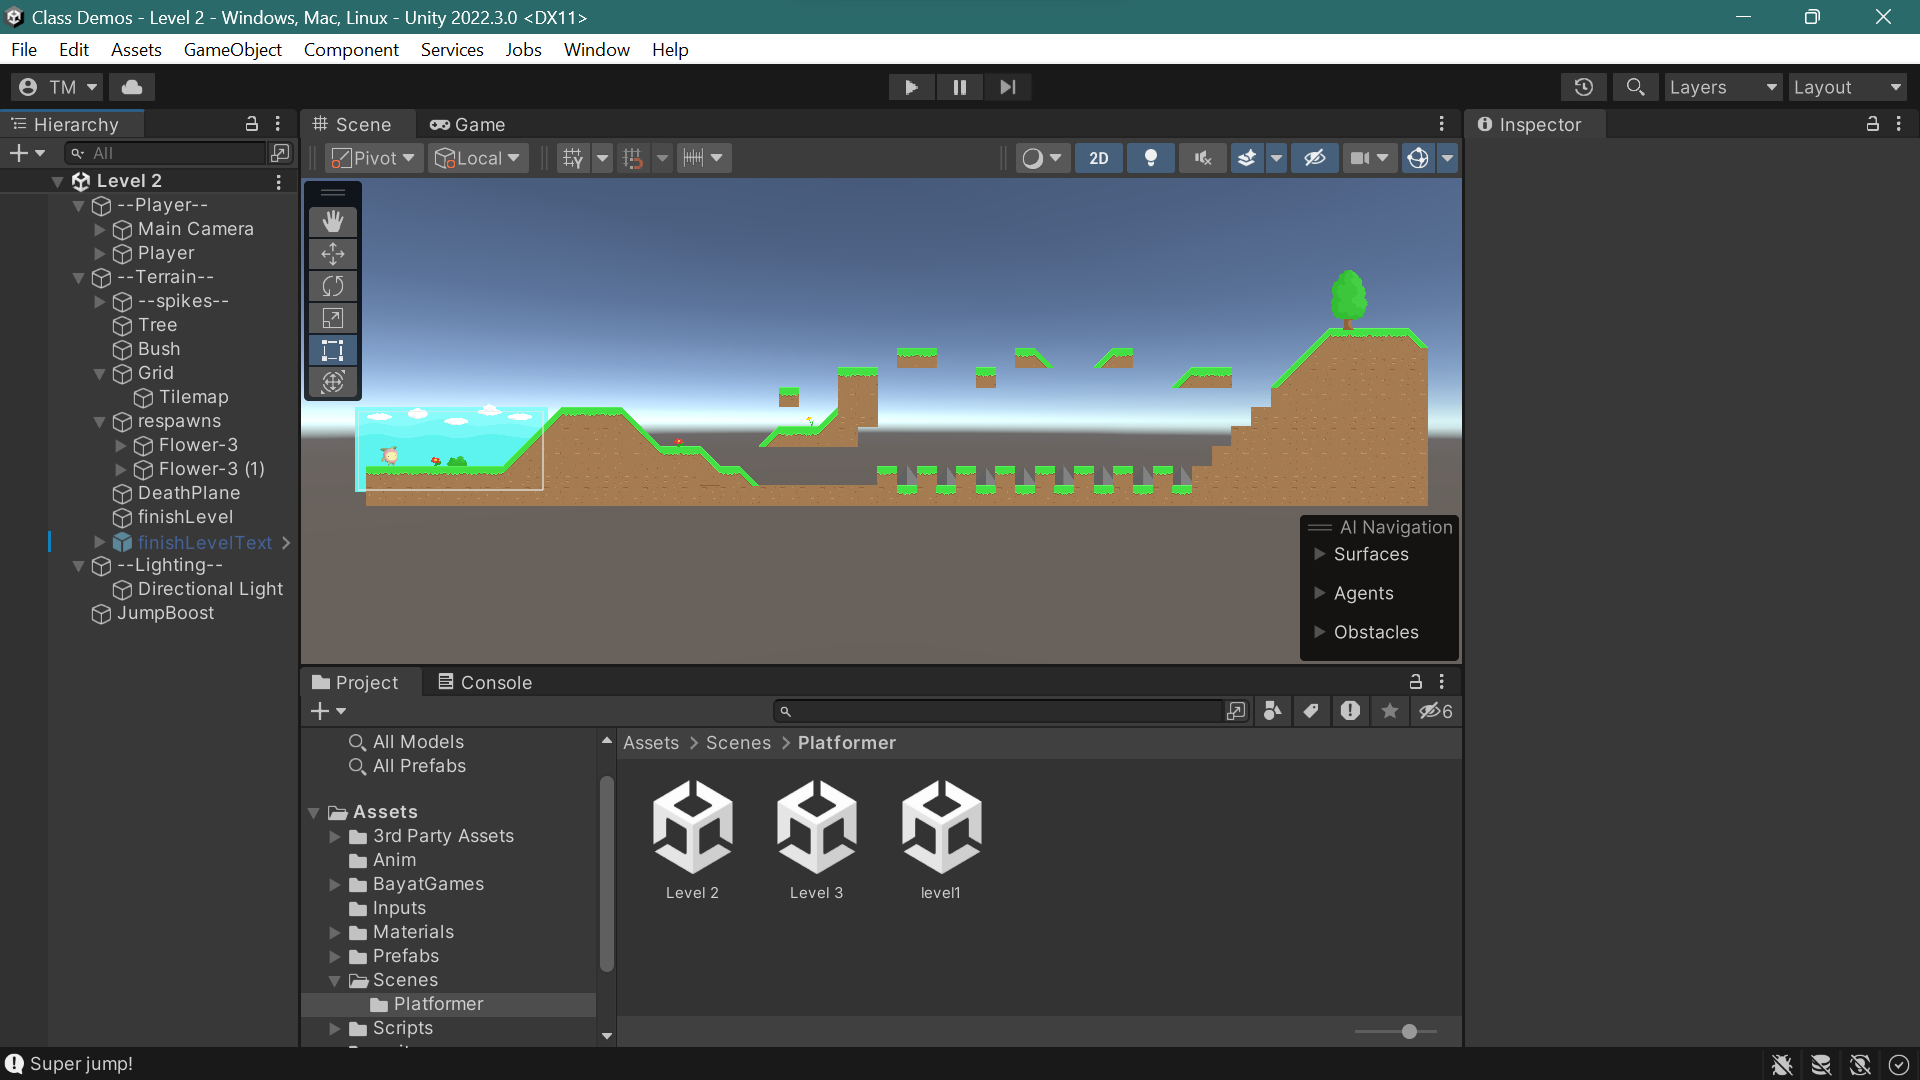 Class Demos - Level 2 - Windows, Mac, Linux - Unity 2022.3.0 <DX11>
File Edit Assets GameObject Component Services Jobs Window Help
TM Layers Layout
Hierarchy
All
Level 2
--Player--
Main Camera
Player
--Terrain--
--spikes--
Tree
Bush
Grid
Tilemap
respawns
Flower-3
Flower-3 (1)
DeathPlane
finishLevel
finishLevelText
--Lighting--
Directional Light
JumpBoost
Scene Game
Pivot Local 2D
AI Navigation
Surfaces
Agents
Obstacles
Inspector
Project Console
6
All Models
All Prefabs
Assets
3rd Party Assets
Anim
BayatGames
Inputs
Materials
Prefabs
Scenes
Platformer
Scripts
Assets > Scenes > Platformer
Level 2 Level 3 level1
Super jump!